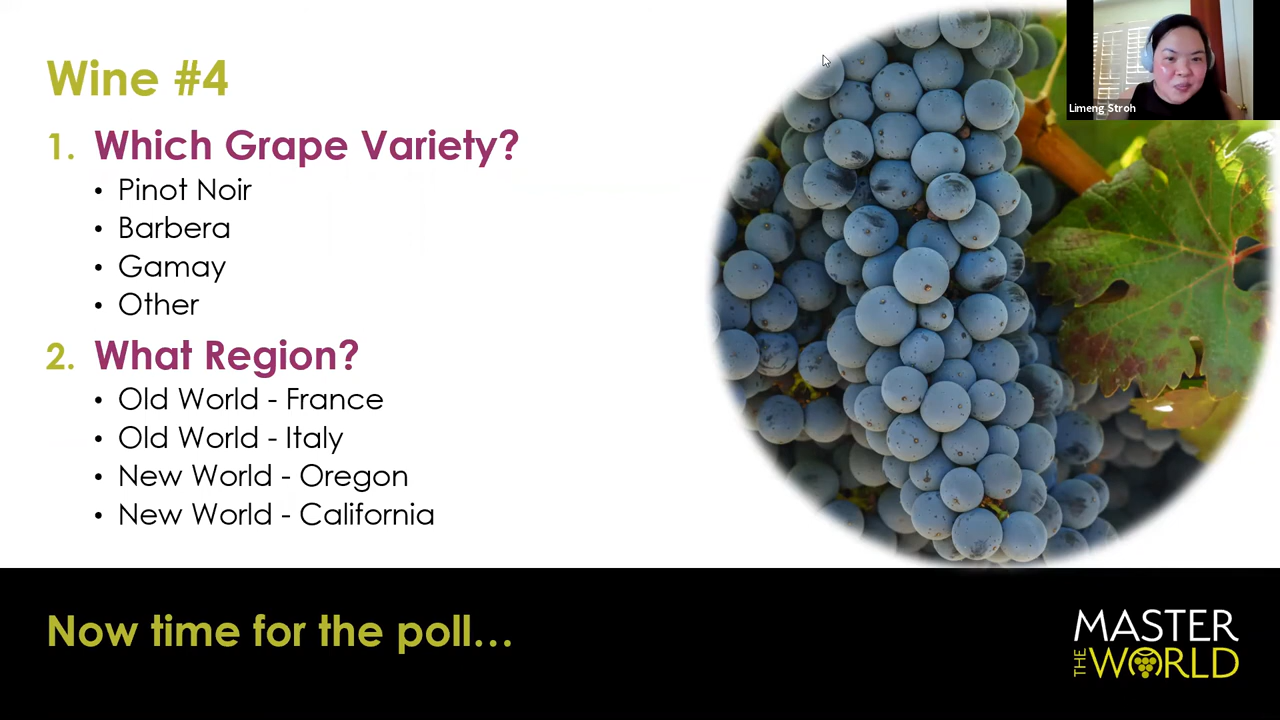 Wine #4
1. Which Grape Variety?
• Pinot Noir
• Barbera
• Gamay
• Other
2. What Region?
• Old World - France
• Old World - Italy
• New World - Oregon
• New World - California
Now time for the poll...
Limeng Stroh
MASTER
THE WORLD